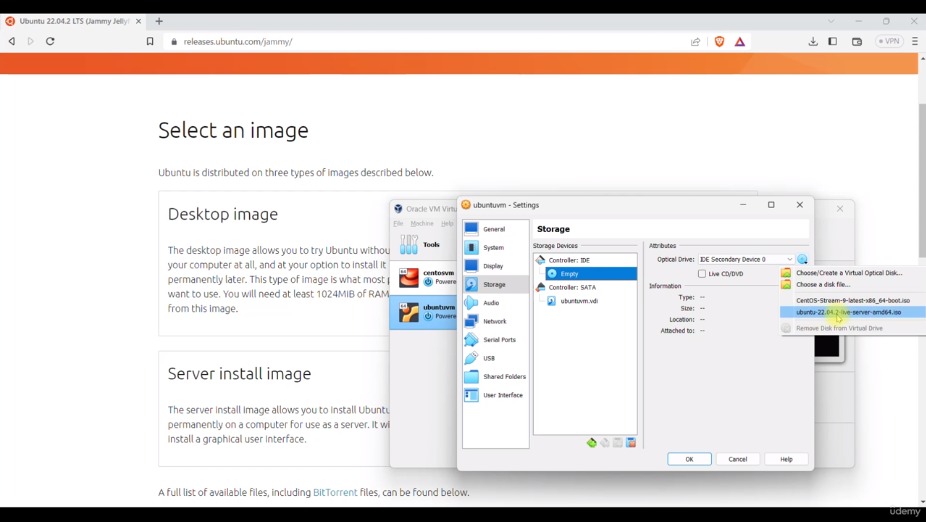 Ubuntu 22.04.2 LTS (Jammy Jelly
releases.ubuntu.com/jammy/
VPN
Select an image
Ubuntu is distributed on three types of images described below.
Desktop image
The desktop image allows you to try Ubuntu withou
your computer at all, and at your option to install it
permanently later. This type of image is what most p
want to use. You will need at least 1024MiB of RAM
from this image.
Server install image
The server install image allows you to install Ubuntu
permanently on a computer for use as a server. It wi
install a graphical user interface.
A full list of available files, including BitTorrent files, can be found below.
Oracle VM Virtu
File Machine Help
Tools
centosvm
Powere
ubuntuvm
Powere
ubuntuvm - Settings
General
System
Display
Storage
Audio
Network
Serial Ports
USB
Shared Folders
User Interface
Storage
Storage Devices
Controller: IDE
Empty
Controller: SATA
ubuntuvm.vdi
Attributes
Optical Drive: IDE Secondary Device 0
Live CD/DVD
Information
Type: --
Size: --
Location: --
Attached to: --
Choose/Create a Virtual Optical Disk...
Choose a disk file...
CentOS-Stream-9-latest-x86_64-boot.iso
ubuntu-22.04.2-live-server-amd64.iso
Remove Disk from Virtual Drive
OK
Cancel
Help
udemy